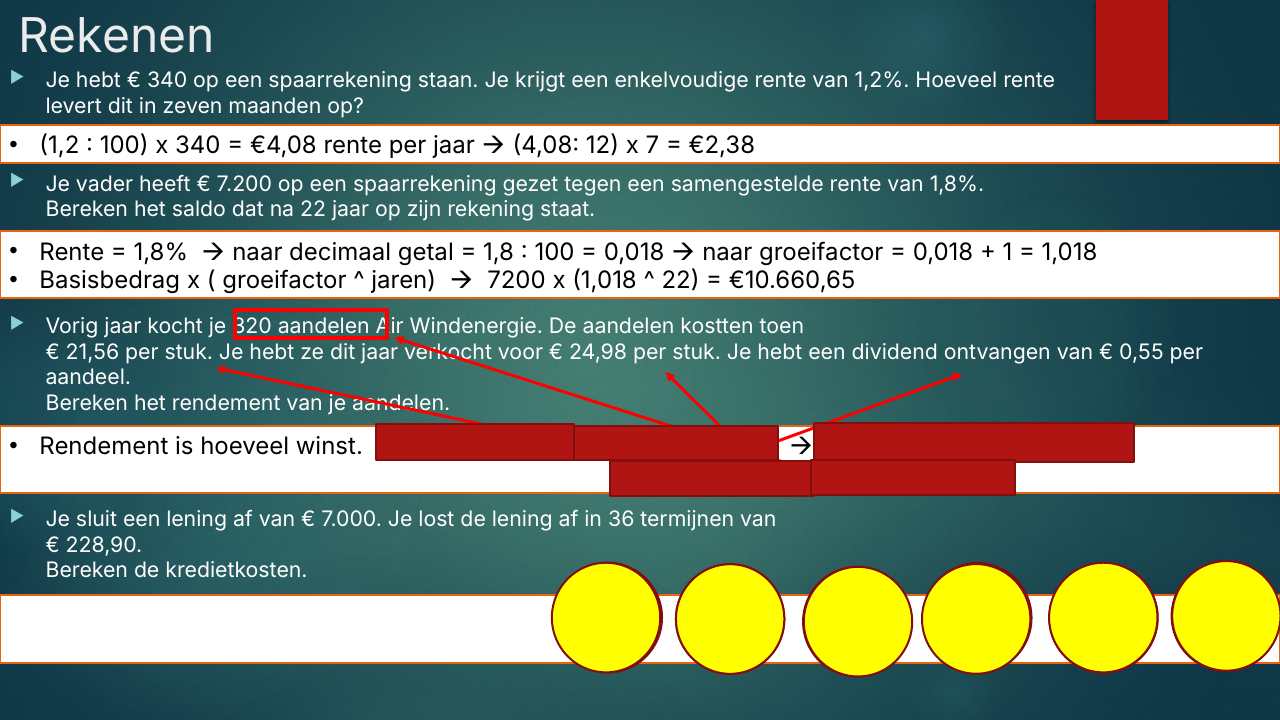 Rekenen
Je hebt € 340 op een spaarrekening staan. Je krijgt een enkelvoudige rente van 1,2%. Hoeveel rente
levert dit in zeven maanden op?
• (1,2 : 100) x 340 = €4,08 rente per jaar → (4,08: 12) x 7 = €2,38
Je vader heeft € 7.200 op een spaarrekening gezet tegen een samengestelde rente van 1,8%.
Bereken het saldo dat na 22 jaar op zijn rekening staat.
• Rente = 1,8% → naar decimaal getal = 1,8 : 100 = 0,018 → naar groeifactor = 0,018 + 1 = 1,018
• Basisbedrag x ( groeifactor ^ jaren) → 7200 x (1,018 ^ 22) = €10.660,65
Vorig jaar kocht je 320 aandelen Air Windenergie. De aandelen kostten toen
€ 21,56 per stuk. Je hebt ze dit jaar verkocht voor € 24,98 per stuk. Je hebt een dividend ontvangen van € 0,55 per
aandeel.
Bereken het rendement van je aandelen.
• Rendement is hoeveel winst. →
Je sluit een lening af van € 7.000. Je lost de lening af in 36 termijnen van
€ 228,90.
Bereken de kredietkosten.